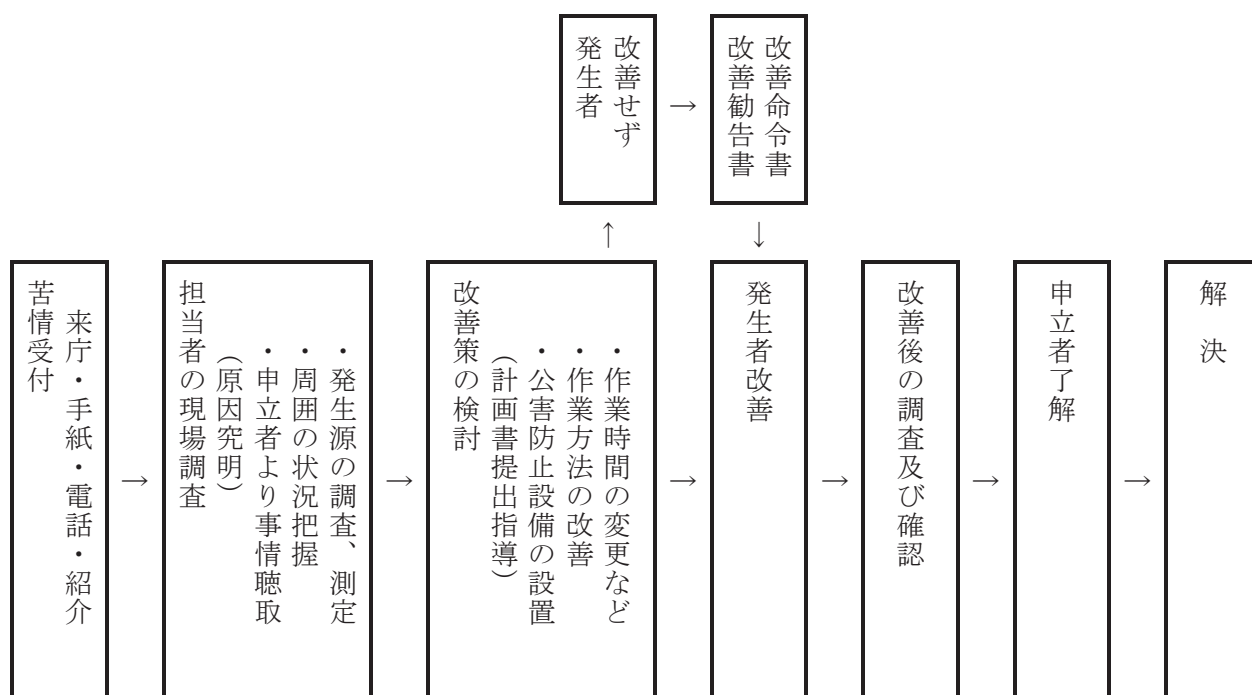 発生者
改善せず
改善勧告書
改善命令書
苦情受付
来庁・手紙・電話・紹介
担当者の現場調査
(原因究明)
・申立者より事情聴取
・周囲の状況把握
・発生源の調査、測定
改善策の検討
(計画書提出指導)
・公害防止設備の設置
・作業方法の改善
・作業時間の変更など
発生者改善
改善後の調査及び確認
申立者了解
解決